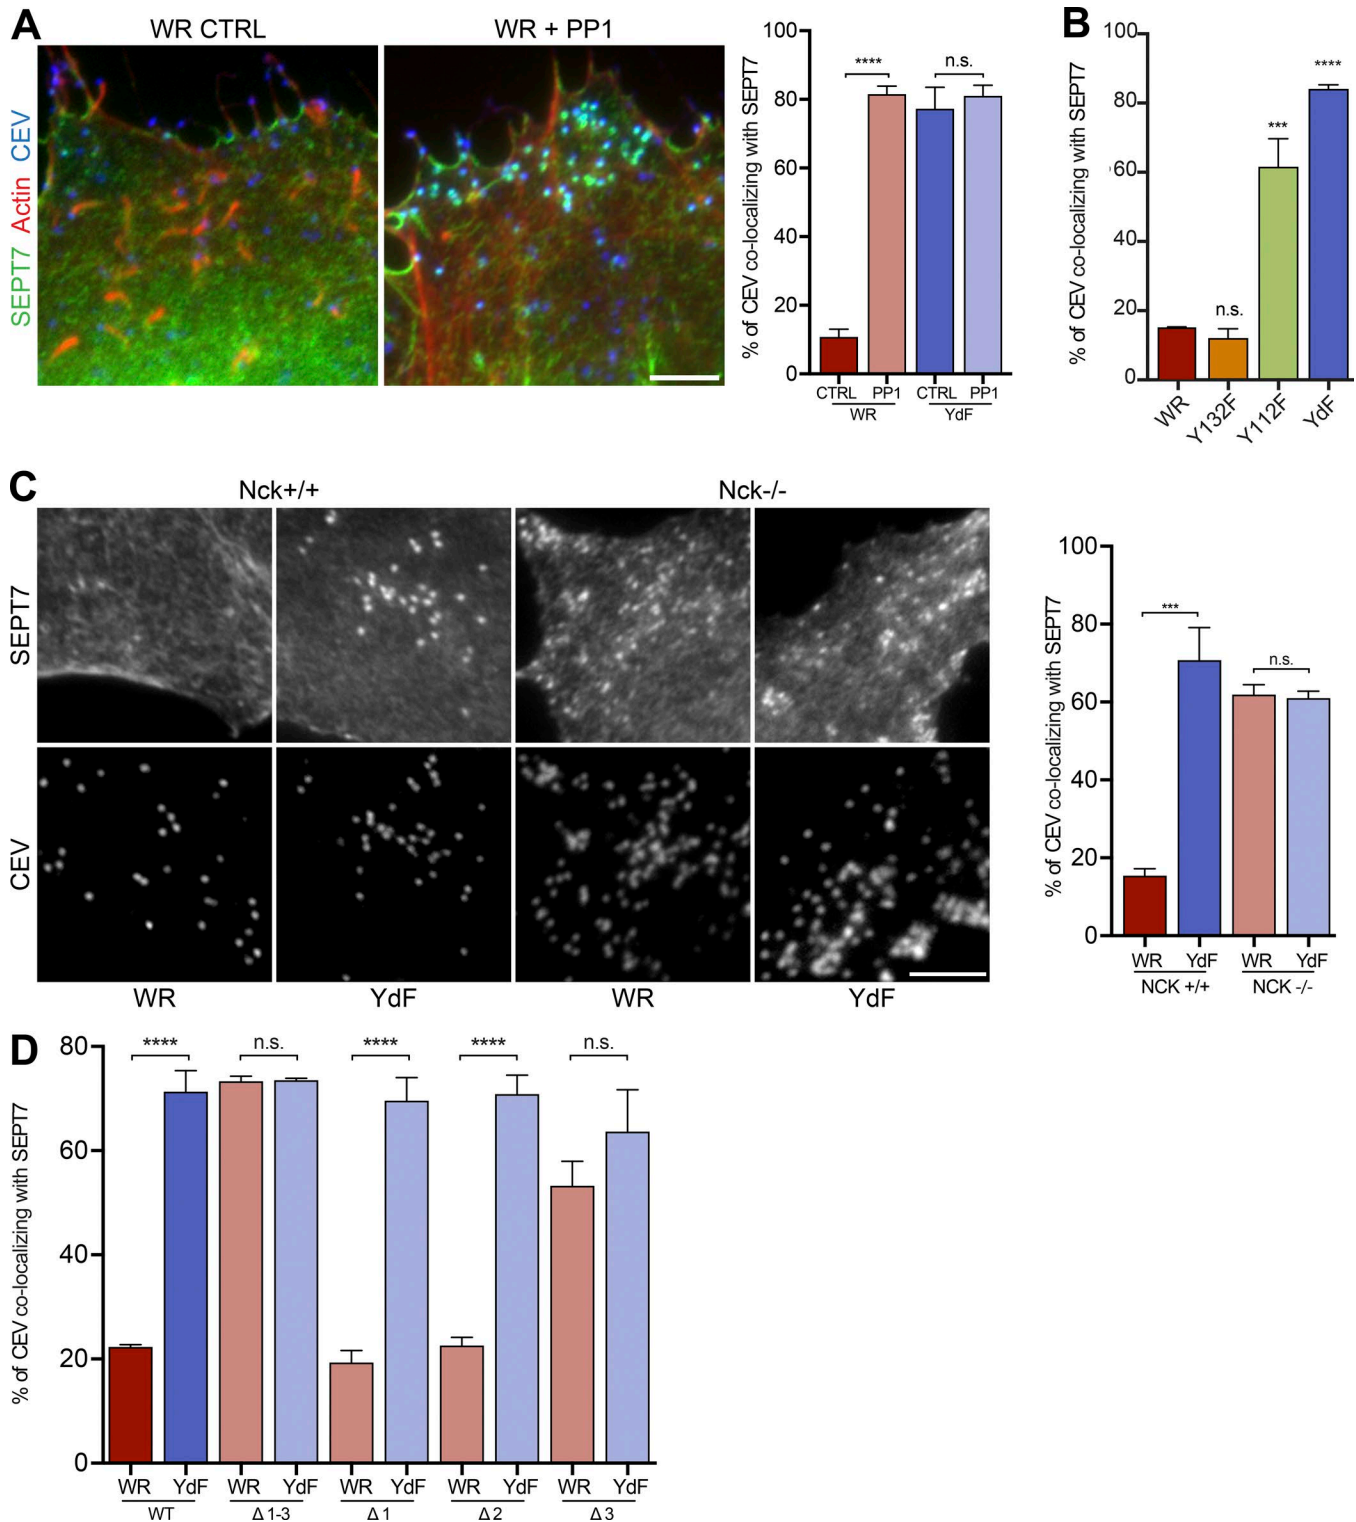 A
WR CTRL
WR + PP1
SEPT7 Actin CEV
% of CEV co-localizing with SEPT7
100
80
60
40
20
0
****
n.s.
CTRL PP1 CTRL PP1
WR YdF
B
% of CEV co-localizing with SEPT7
100
80
60
40
20
0
n.s.
***
****
WR Y132F Y112F YdF
C
Nck+/+
Nck-/-
SEPT7
CEV
WR YdF WR YdF
% of CEV co-localizing with SEPT7
100
80
60
40
20
0
***
n.s.
WR YdF WR YdF
NCK +/+ NCK -/-
D
% of CEV co-localizing with SEPT7
80
60
40
20
0
**** n.s. **** **** n.s.
WR YdF WR YdF WR YdF WR YdF WR YdF
WT Δ1-3 Δ1 Δ2 Δ3